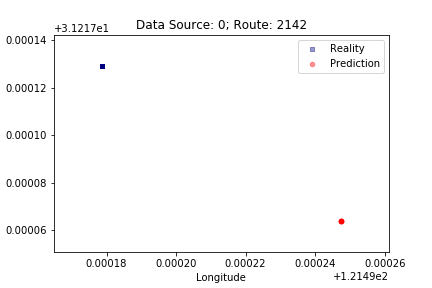 Data Source: 0; Route: 2142
+3.1217e1
0.00014
0.00012
0.00010
0.00008
0.00006
Reality
Prediction
0.00018 0.00020 0.00022 0.00024 0.00026
Longitude
+1.2149e2